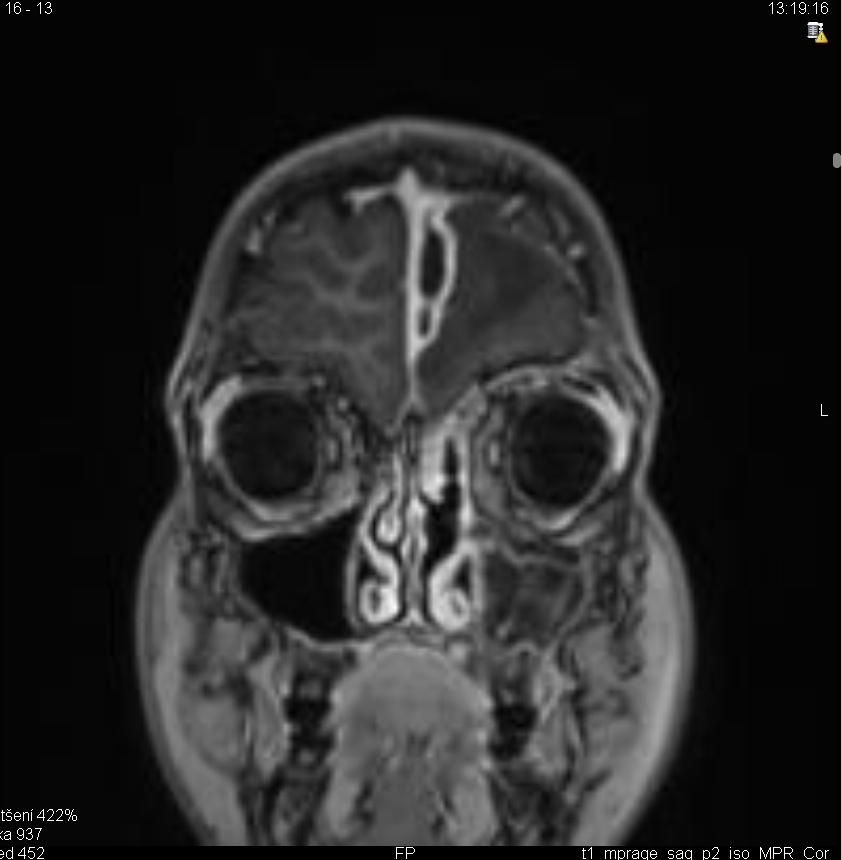 16 - 13
13:19:16
L
tšení 422%
ka 937
ed 452
FP
t1_mprage_sag_p2_iso_MPR_Cor